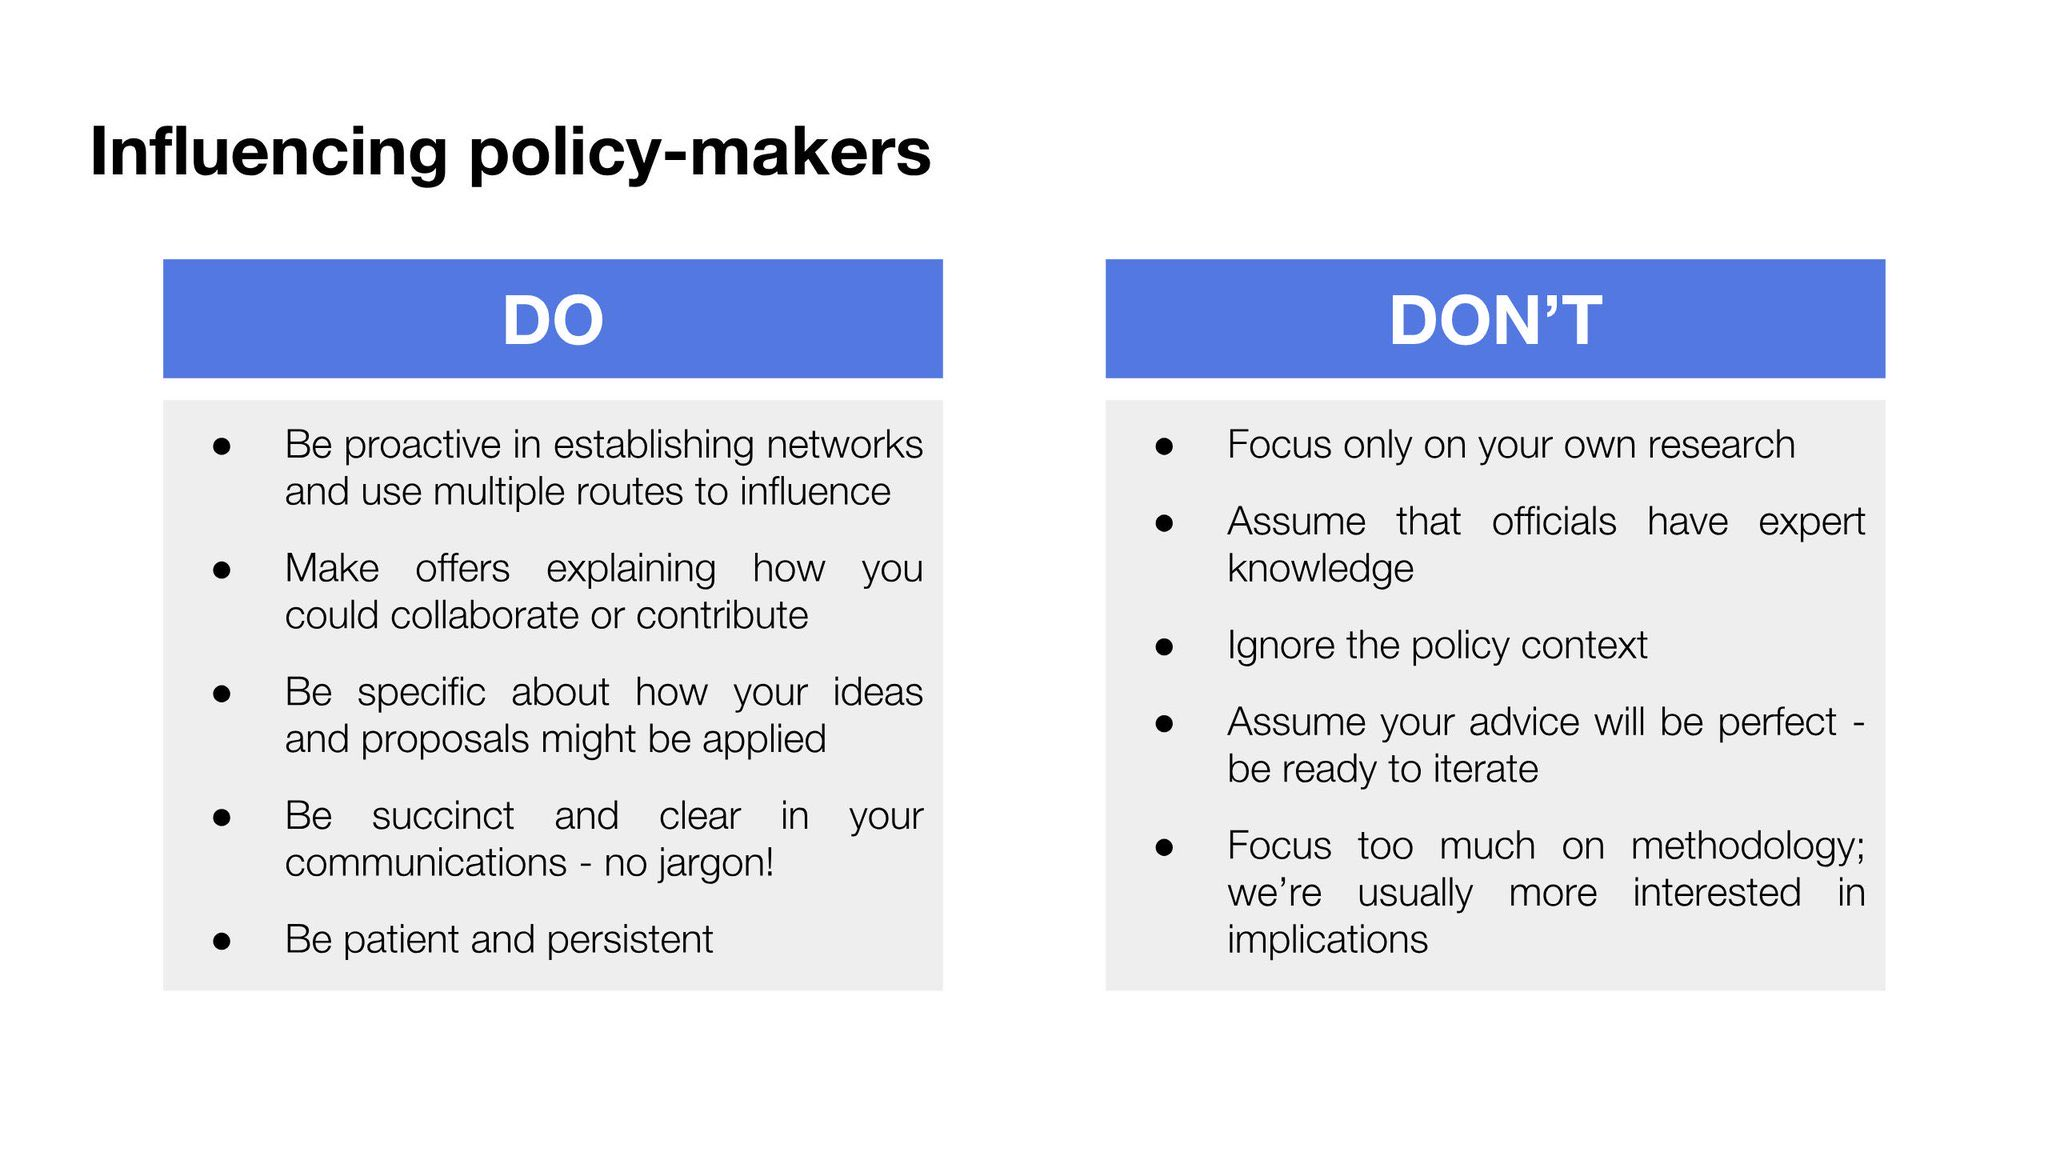 Influencing policy-makers
DO
● Be proactive in establishing networks
and use multiple routes to influence
● Make offers explaining how you
could collaborate or contribute
● Be specific about how your ideas
and proposals might be applied
● Be succinct and clear in your
communications - no jargon!
● Be patient and persistent
DON’T
● Focus only on your own research
● Assume that officials have expert
knowledge
● Ignore the policy context
● Assume your advice will be perfect -
be ready to iterate
● Focus too much on methodology;
we’re usually more interested in
implications